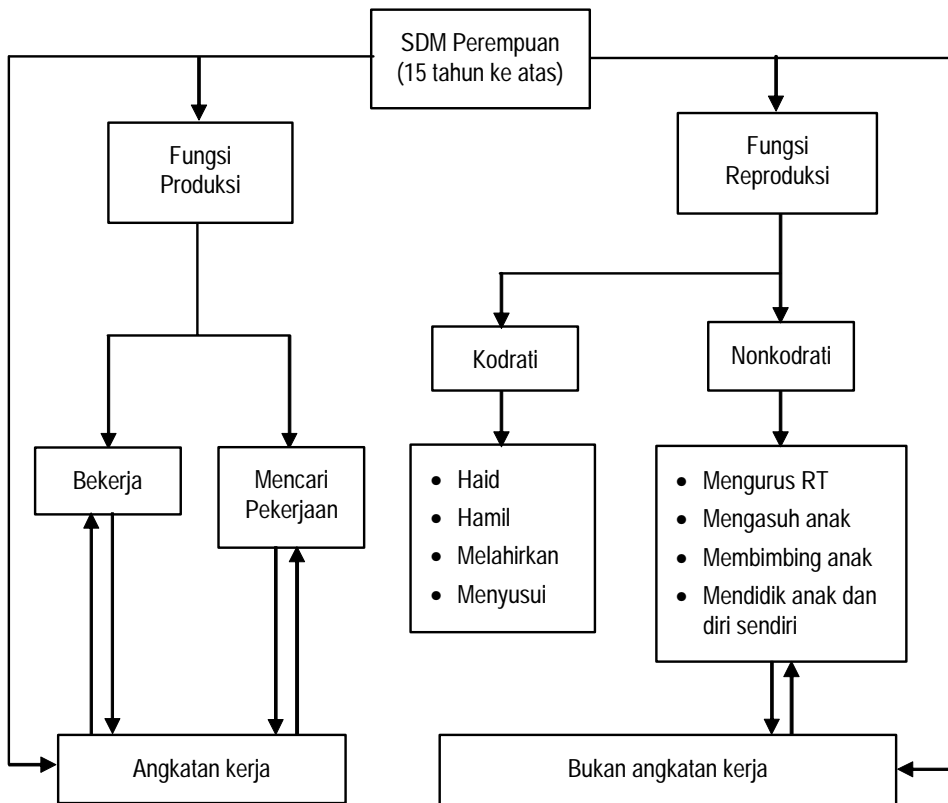 SDM Perempuan
(15 tahun ke atas)
Fungsi
Produksi
Fungsi
Reproduksi
Kodrati
Nonkodrati
Bekerja
Mencari
Pekerjaan
• Haid
• Hamil
• Melahirkan
• Menyusui
• Mengurus RT
• Mengasuh anak
• Membimbing anak
• Mendidik anak dan
diri sendiri
Angkatan kerja
Bukan angkatan kerja